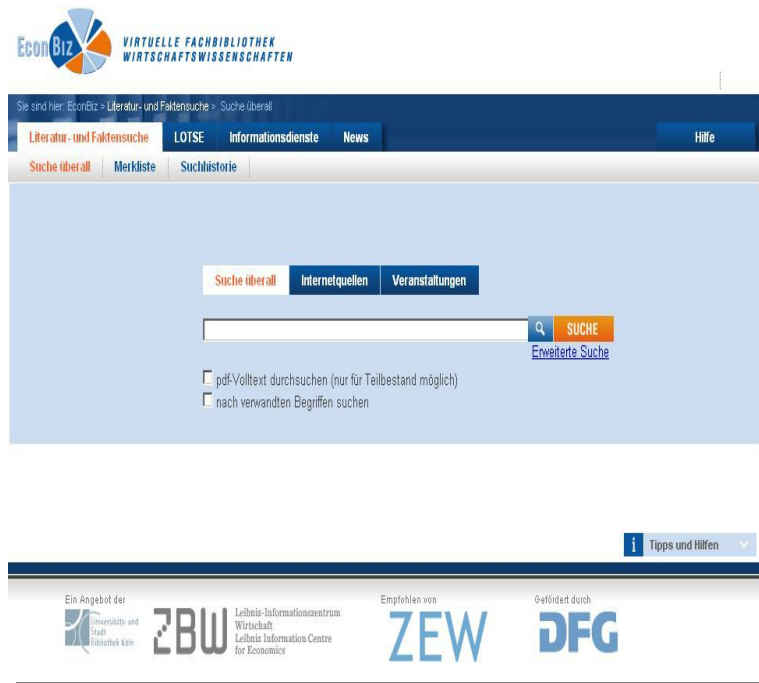 EconBiz VIRTUELLE FACHBIBLIOTHEK
WIRTSCHAFTSWISSENSCHAFTEN
Sie sind hier: EconBiz > Literatur- und Faktensuche > Suche überall
Literatur- und Faktensuche LOTSE Informationsdienste News Hilfe
Suche überall Merkliste Suchhistorie
Suche überall Internetquellen Veranstaltungen
SUCHE
Erweiterte Suche
pdf-Volltext durchsuchen (nur für Teilbestand möglich)
nach verwandten Begriffen suchen
i Tipps und Hilfen
Ein Angebot der Empfohlen von Gefördert durch
Universitäts- und
Stadt
Bibliothek Köln
ZBW Leibniz-Informationszentrum
Wirtschaft
Leibniz Information Centre
for Economics
ZEW DFG